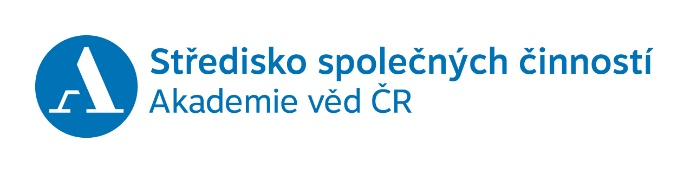 Středisko společných činností
Akademie věd ČR